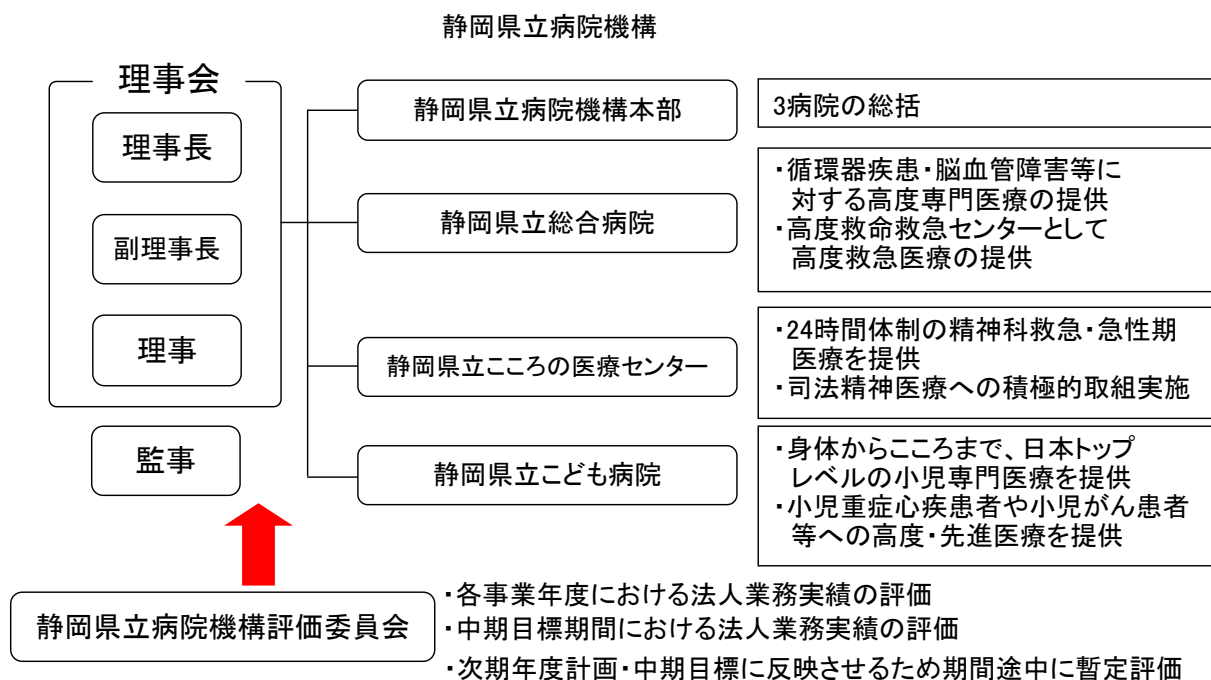 静岡県立病院機構
理事会
理事長
副理事長
理事
監事
静岡県立病院機構本部
3病院の総括
静岡県立総合病院
・循環器疾患・脳血管障害等に
対する高度専門医療の提供
・高度救命救急センターとして
高度救急医療の提供
静岡県立こころの医療センター
・24時間体制の精神科救急・急性期
医療を提供
・司法精神医療への積極的取組実施
静岡県立こども病院
・身体からこころまで、日本トップ
レベルの小児専門医療を提供
・小児重症心疾患者や小児がん患者
等への高度・先進医療を提供
静岡県立病院機構評価委員会
・各事業年度における法人業務実績の評価
・中期目標期間における法人業務実績の評価
・次期年度計画・中期目標に反映させるため期間途中に暫定評価